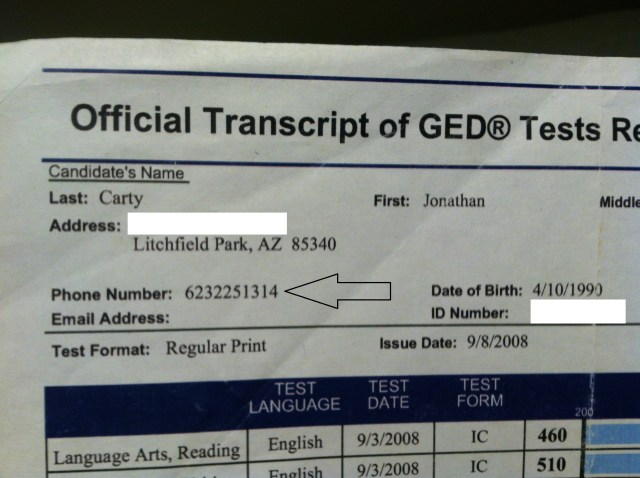 Official Transcript of GED® Tests Re
Candidate's Name
Last: Carty First: Jonathan Middle
Address:
Litchfield Park, AZ 85340
Phone Number: 6232251314 Date of Birth: 4/10/1990
Email Address: ID Number:
Test Format: Regular Print Issue Date: 9/8/2008
TEST LANGUAGE TEST DATE TEST FORM
200
Language Arts, Reading English 9/3/2008 IC 460
English 9/3/2008 IC 510